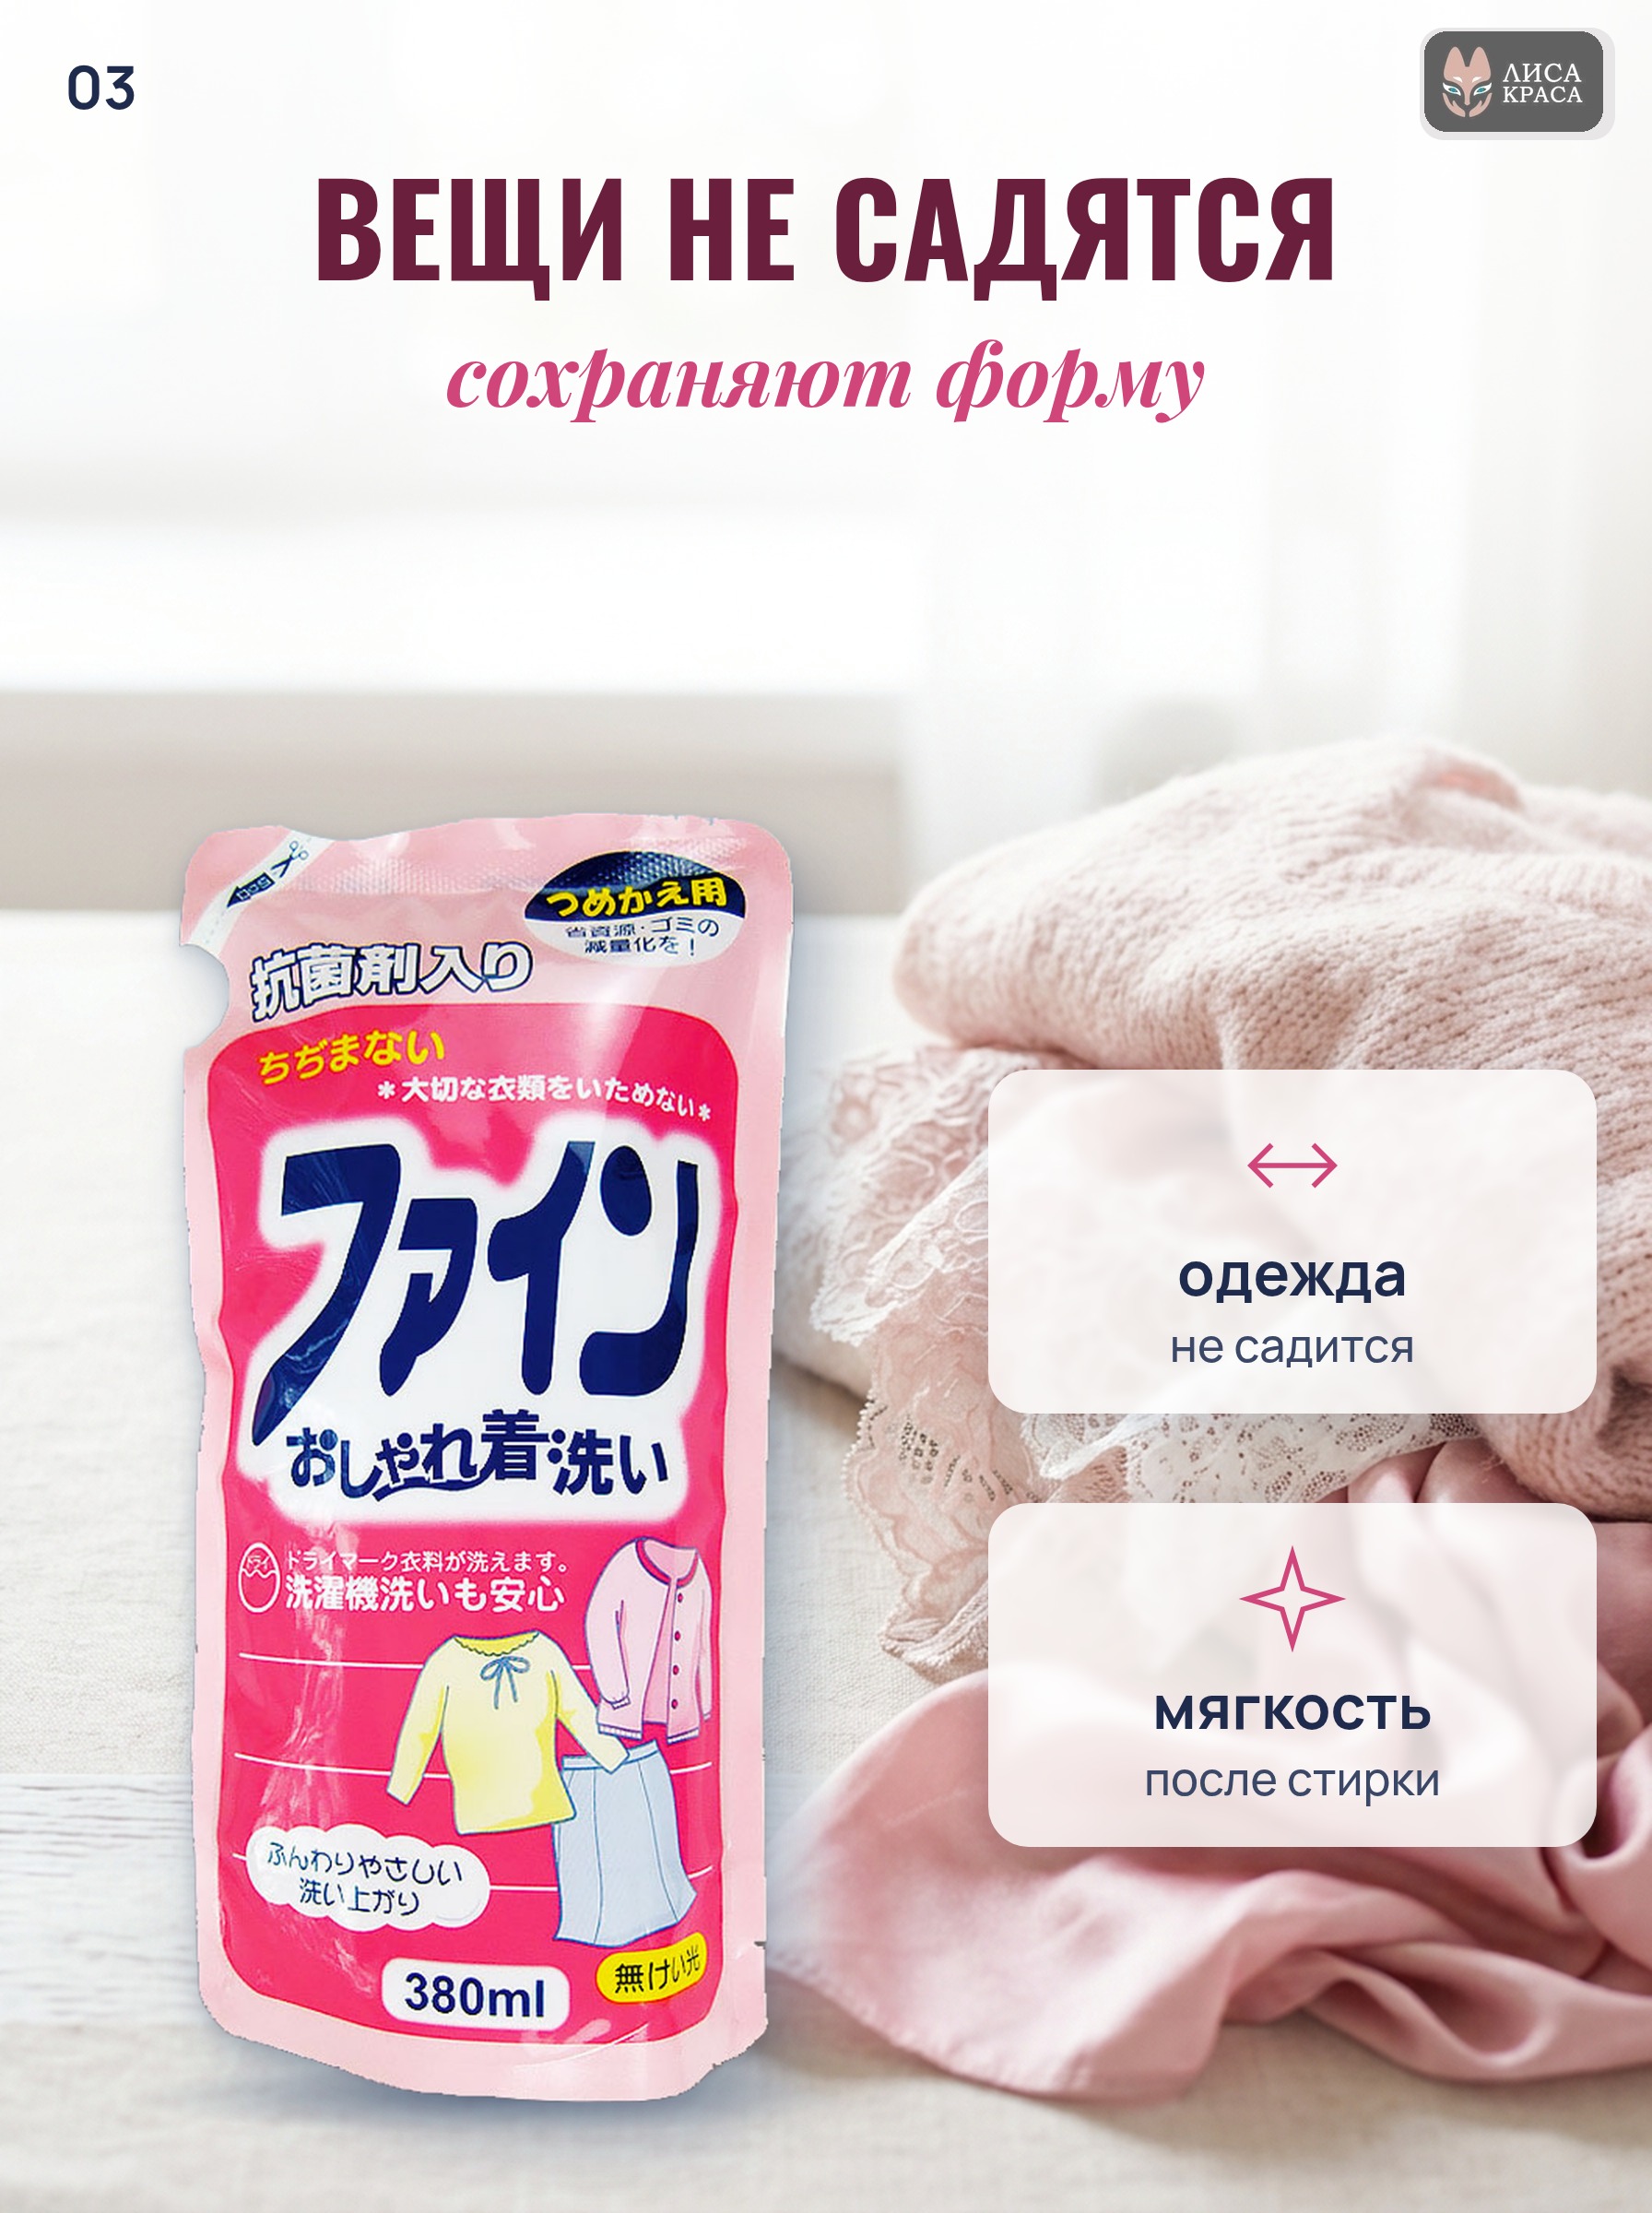 03
ЛИСА
КРАСА
ВЕЩИ НЕ САДЯТСЯ
сохраняют форму
つめかえ用
省資源・ゴミの
減量化を!
抗菌剤入り
ちぢまない
*大切な衣類をいためない*
ファイン
おしゃれ着洗い
ドライ
ドライマーク衣料が洗えます。
洗濯機洗いも安心
ふんわりやさしい
洗い上がり
380ml
無けい光
одежда
не садится
мягкость
после стирки